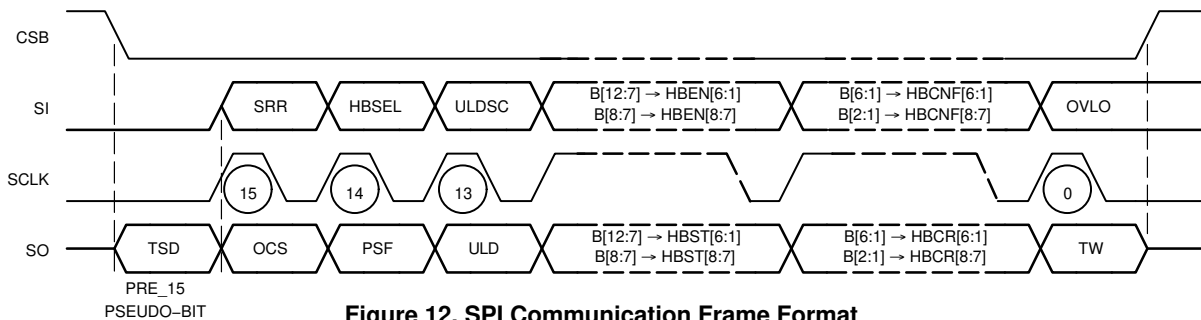 CSB
SI
SRR
HBSEL
ULDSC
B[12:7] → HBEN[6:1]
B[8:7] → HBEN[8:7]
B[6:1] → HBCNF[6:1]
B[2:1] → HBCNF[8:7]
OVLO
SCLK
15
14
13
0
SO
TSD
OCS
PSF
ULD
B[12:7] → HBST[6:1]
B[8:7] → HBST[8:7]
B[6:1] → HBCR[6:1]
B[2:1] → HBCR[8:7]
TW
PRE_15
PSEUDO−BIT
Figure 12. SPI Communication Frame Format